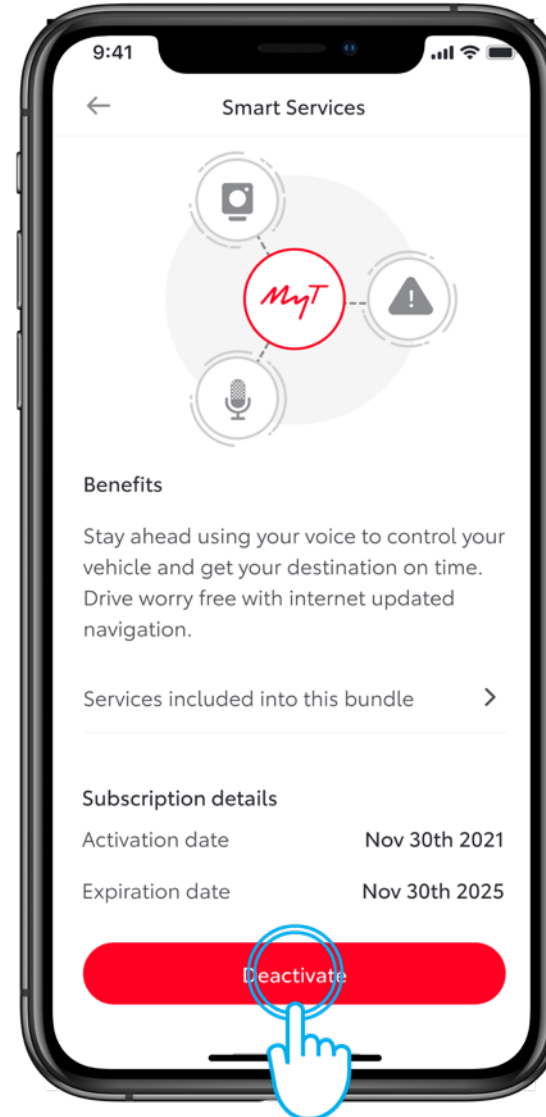 9:41
Smart Services
MyT
Benefits
Stay ahead using your voice to control your
vehicle and get your destination on time.
Drive worry free with internet updated
navigation.
Services included into this bundle
Subscription details
Activation date Nov 30th 2021
Expiration date Nov 30th 2025
Deactivate